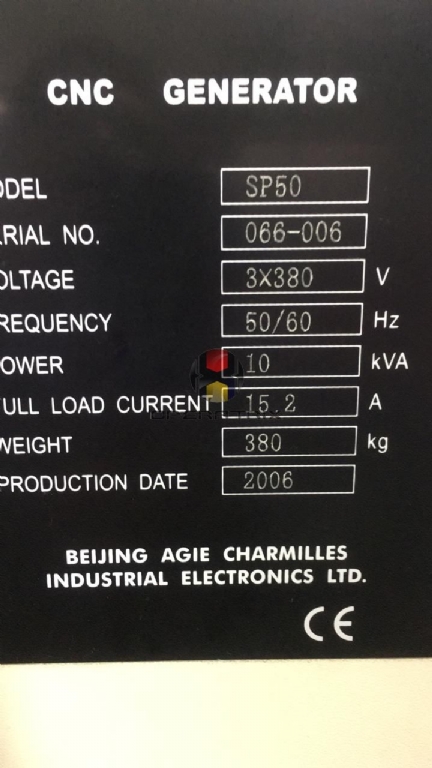 CNC GENERATOR
ODEL SP50
RIAL NO. 066-006
OLTAGE 3X380 V
REQUENCY 50/60 Hz
OWER 10 kVA
ULL LOAD CURRENT 15.2 A
WEIGHT 380 kg
PRODUCTION DATE 2006
BEIJING AGIE CHARMILLES
INDUSTRIAL ELECTRONICS LTD.
CE